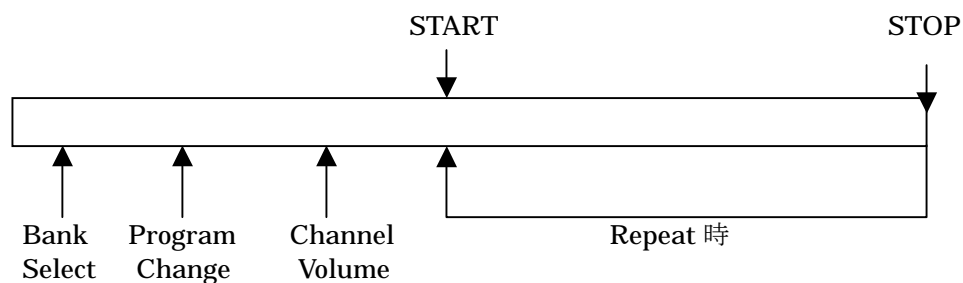 START
STOP
Bank
Select
Program
Change
Channel
Volume
Repeat 時